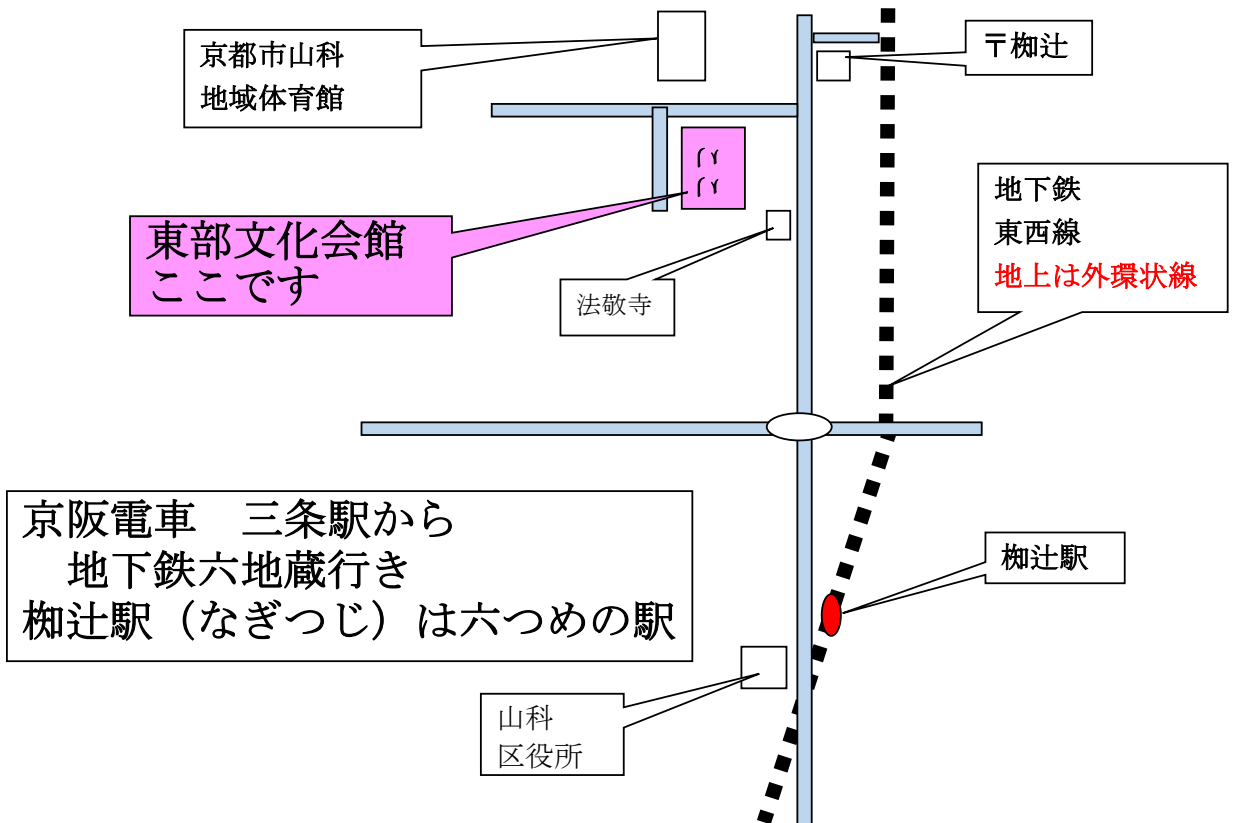 京都市山科
地域体育館
〒椥辻
地下鉄
東西線
地上は外環状線
東部文化会館
ここです
法敬寺
京阪電車　三条駅から
　地下鉄六地蔵行き
椥辻駅（なぎつじ）は六つめの駅
椥辻駅
山科
区役所